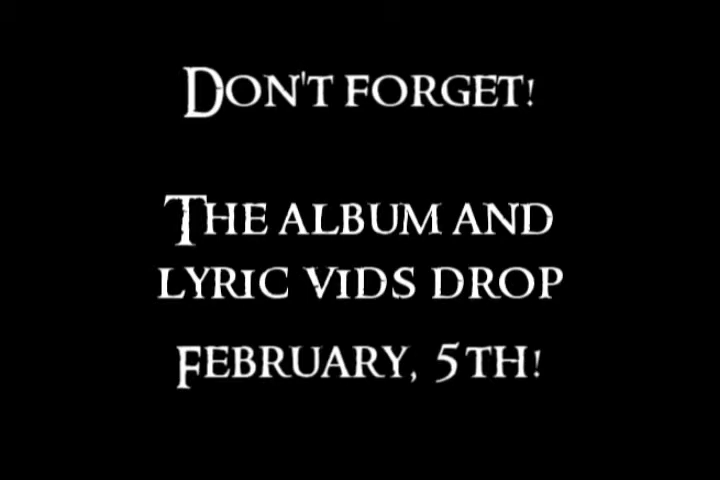 Don't forget!
The album and
lyric vids drop
February, 5th!